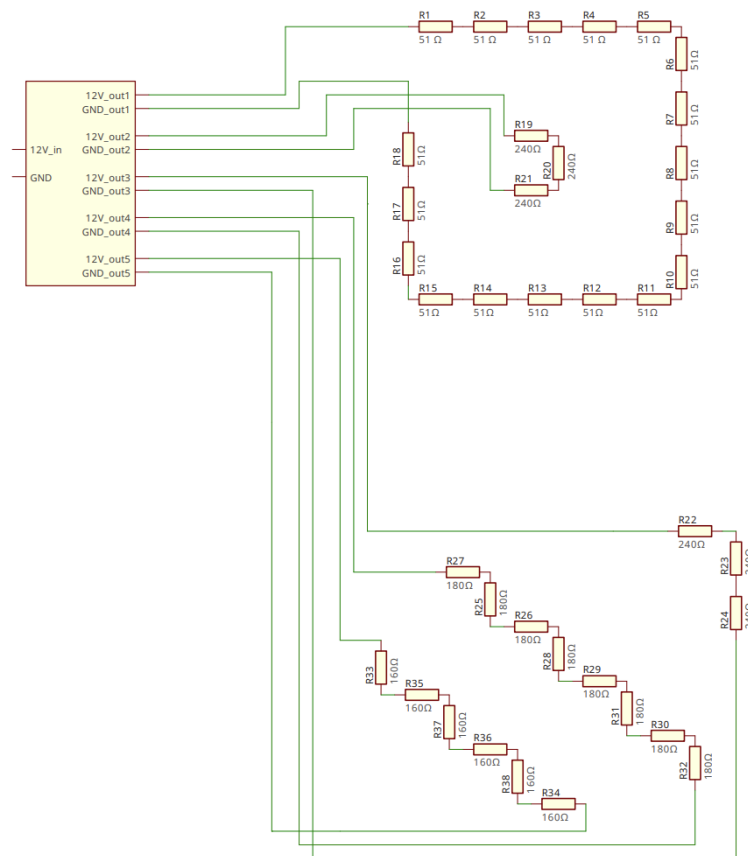 R1 R2 R3 R4 R5
51 Ω 51 Ω 51 Ω 51 Ω 51 Ω
R6
51Ω
R7
51Ω
R8
51Ω
R9
51Ω
R10
51Ω
R11
51Ω
R12
51Ω
R13
51Ω
R14
51Ω
R15
51Ω
R16
51Ω
R17
51Ω
R18
51Ω
12V_out1
GND_out1
12V_out2
GND_out2
12V_out3
GND_out3
12V_out4
GND_out4
12V_out5
GND_out5
12V_in
GND
R19
240Ω
R20
240Ω
R21
240Ω
R22
240Ω
R23
240Ω
R24
240Ω
R27
180Ω
R25
180Ω
R26
180Ω
R28
180Ω
R29
180Ω
R31
180Ω
R30
180Ω
R32
180Ω
R33
160Ω
R35
160Ω
R37
160Ω
R36
160Ω
R38
160Ω
R34
160Ω